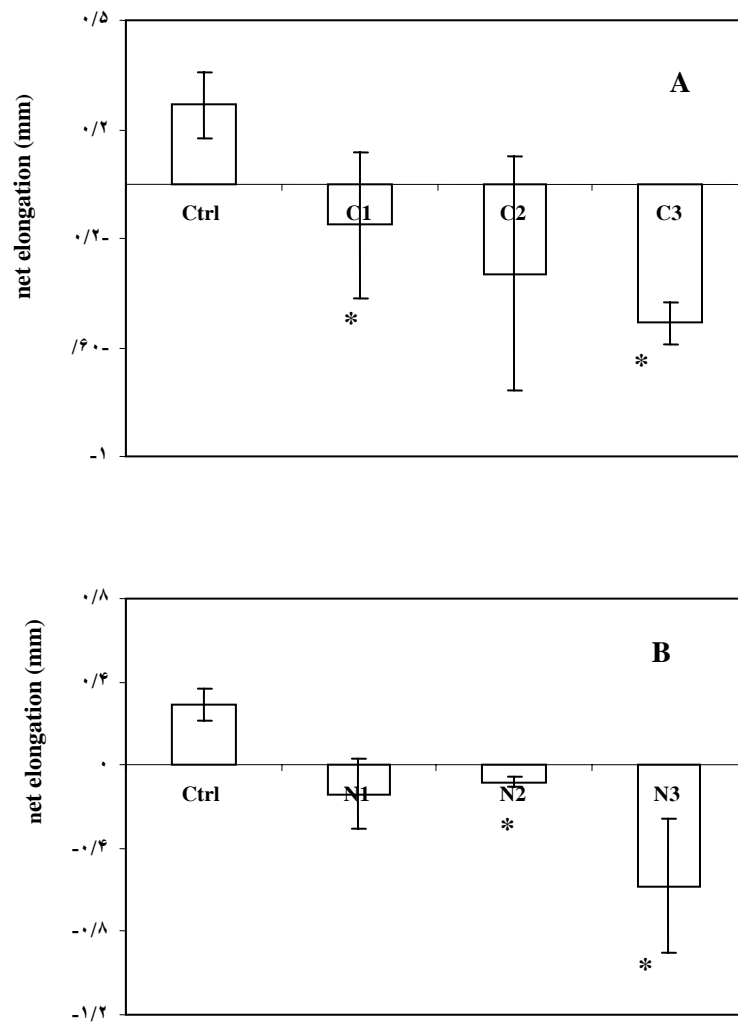 A
net elongation (mm)
۰/۵
۰/۲
۰/۲-
/۶۰-
-۱
Ctrl
C1
C2
C3
*
*
B
net elongation (mm)
۰/۸
۰/۴
۰
-۰/۴
-۰/۸
-۱/۲
Ctrl
N1
N2
N3
*
*